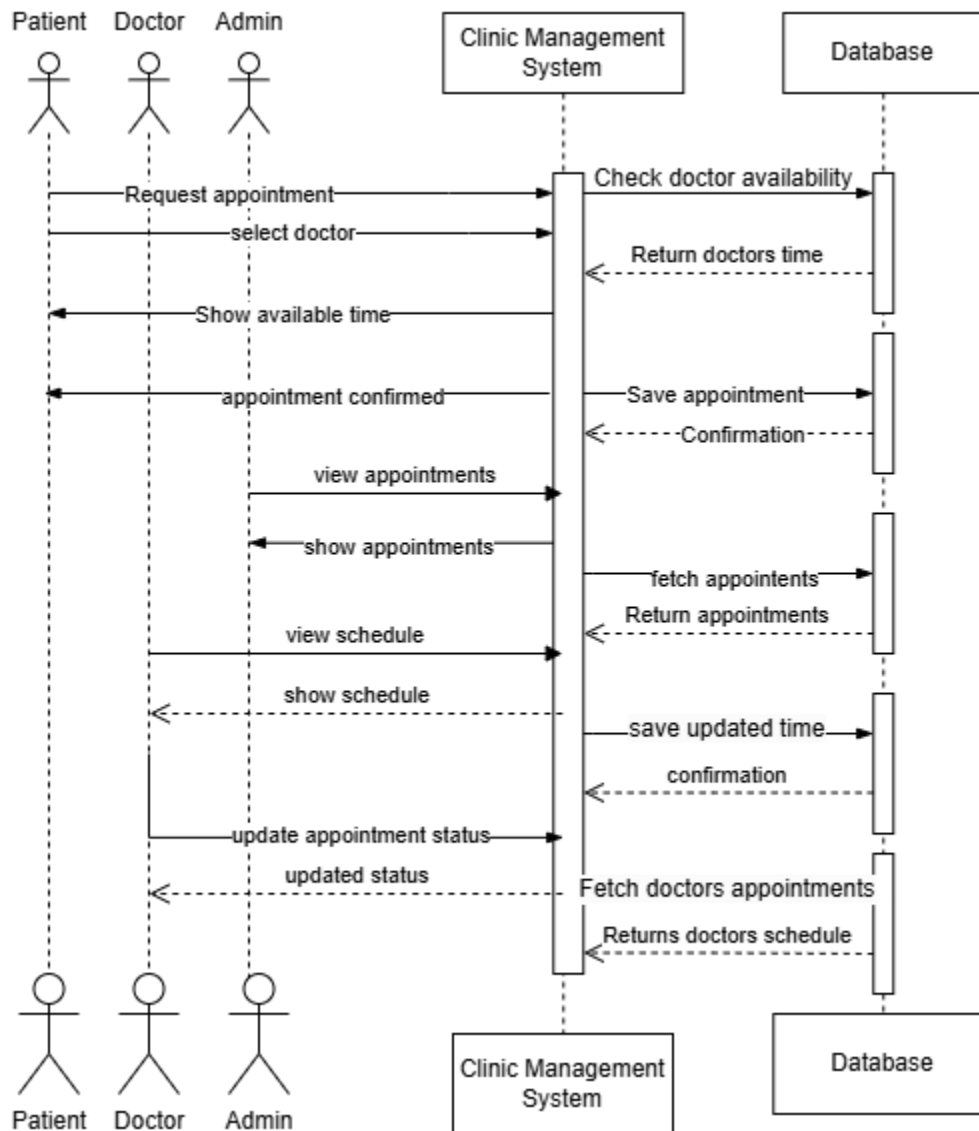 Patient
Doctor
Admin
Clinic Management
System
Database
Request appointment
Check doctor availability
select doctor
Return doctors time
Show available time
appointment confirmed
Save appointment
Confirmation
view appointments
show appointments
fetch appointents
Return appointments
view schedule
show schedule
save updated time
confirmation
update appointment status
updated status
Fetch doctors appointments
Returns doctors schedule
Patient
Doctor
Admin
Clinic Management
System
Database